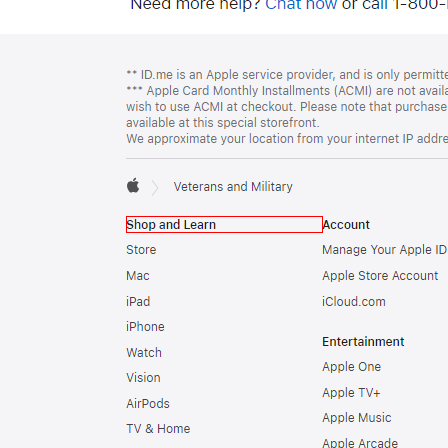 Need more help? Chat now or call 1-800-
** ID.me is an Apple service provider, and is only permitte
*** Apple Card Monthly Installments (ACMI) are not avail
wish to use ACMI at checkout. Please note that purchase
available at this special storefront.
We approximate your location from your internet IP addre
Veterans and Military
Shop and Learn
Store
Mac
iPad
iPhone
Watch
Vision
AirPods
TV & Home
Account
Manage Your Apple ID
Apple Store Account
iCloud.com
Entertainment
Apple One
Apple TV+
Apple Music
Apple Arcade